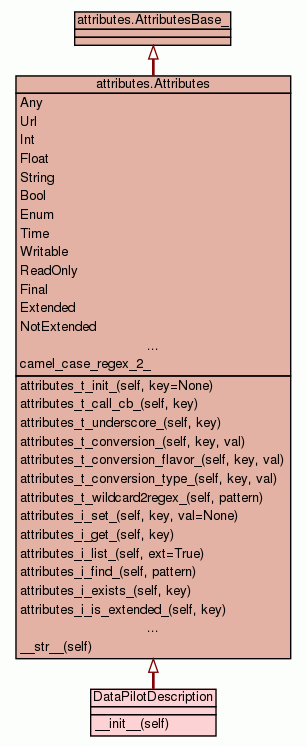 attributes.AttributesBase_
attributes.Attributes
Any
Url
Int
Float
String
Bool
Enum
Time
Writable
ReadOnly
Final
Extended
NotExtended
...
camel_case_regex_2_
attributes_t_init_(self, key=None)
attributes_t_call_cb_(self, key)
attributes_t_underscore_(self, key)
attributes_t_conversion_(self, key, val)
attributes_t_conversion_flavor_(self, key, val)
attributes_t_conversion_type_(self, key, val)
attributes_t_wildcard2regex_(self, pattern)
attributes_i_set_(self, key, val=None)
attributes_i_get_(self, key)
attributes_i_list_(self, ext=True)
attributes_i_find_(self, pattern)
attributes_i_exists_(self, key)
attributes_i_is_extended_(self, key)
...
__str__(self)
DataPilotDescription
__init__(self)